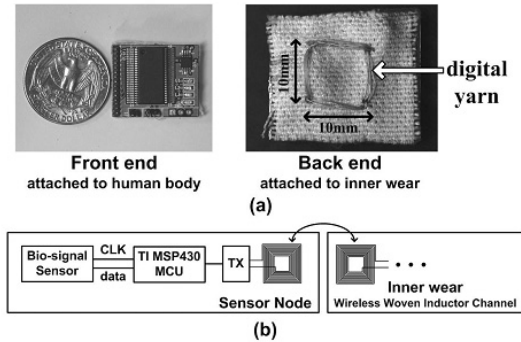 10mm
10mm
digital
yarn
Front end
attached to human body
Back end
attached to inner wear
(a)
Bio-signal
Sensor
CLK
data
TI MSP430
MCU
TX
Sensor Node
Inner wear
Wireless Woven Inductor Channel
(b)